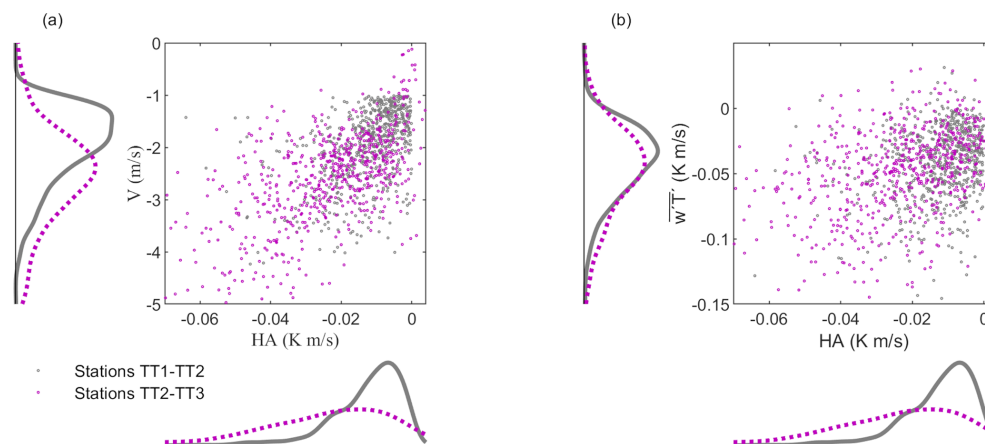 (a)
(b)
0
-1
-2
-3
-4
-5
V (m/s)
-0.06
-0.04
-0.02
0
HA (K m/s)
0
-0.05
-0.1
-0.15
w′T′ (K m/s)
-0.06
-0.04
-0.02
0
HA (K m/s)
Stations TT1-TT2
Stations TT2-TT3